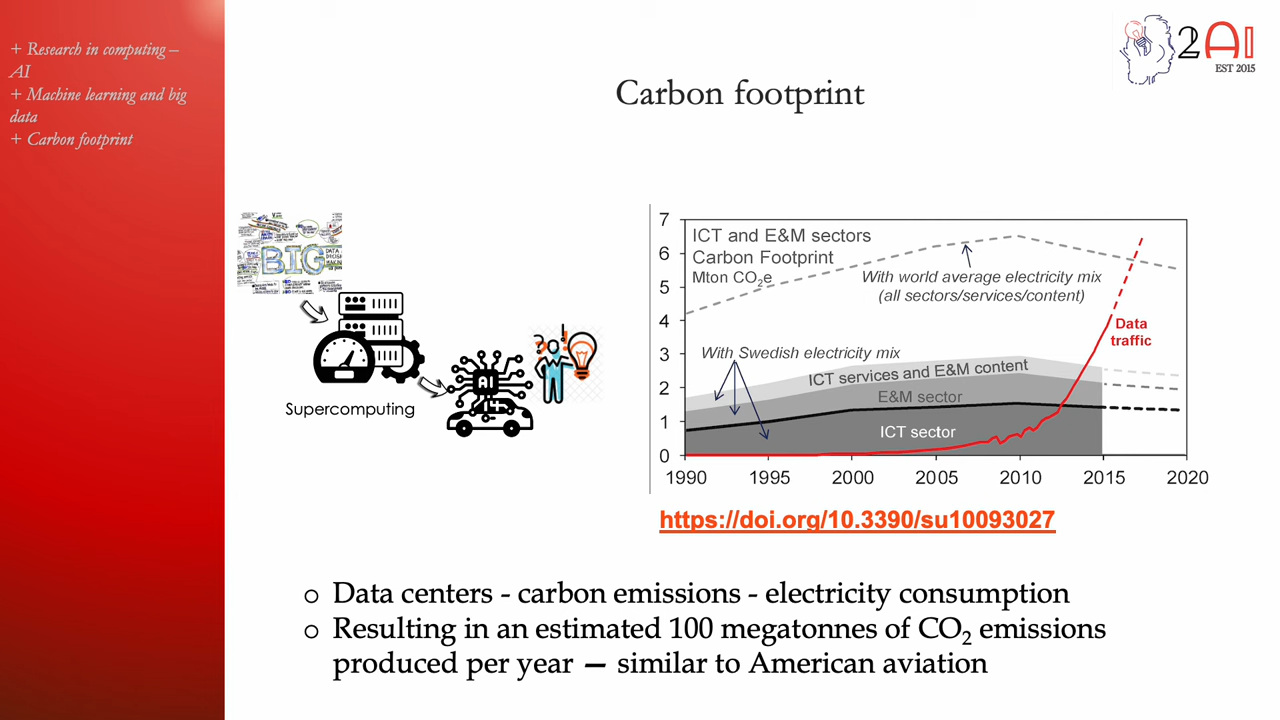 + Research in computing –
AI
+ Machine learning and big
data
+ Carbon footprint
2AI
EST 2015
Carbon footprint
BIG
Supercomputing
AI
7
6
5
4
3
2
1
0
ICT and E&M sectors
Carbon Footprint
Mton CO₂e
With world average electricity mix
(all sectors/services/content)
Data
traffic
With Swedish electricity mix
ICT services and E&M content
E&M sector
ICT sector
1990 1995 2000 2005 2010 2015 2020
https://doi.org/10.3390/su10093027
o Data centers - carbon emissions - electricity consumption
o Resulting in an estimated 100 megatonnes of CO₂ emissions
produced per year — similar to American aviation